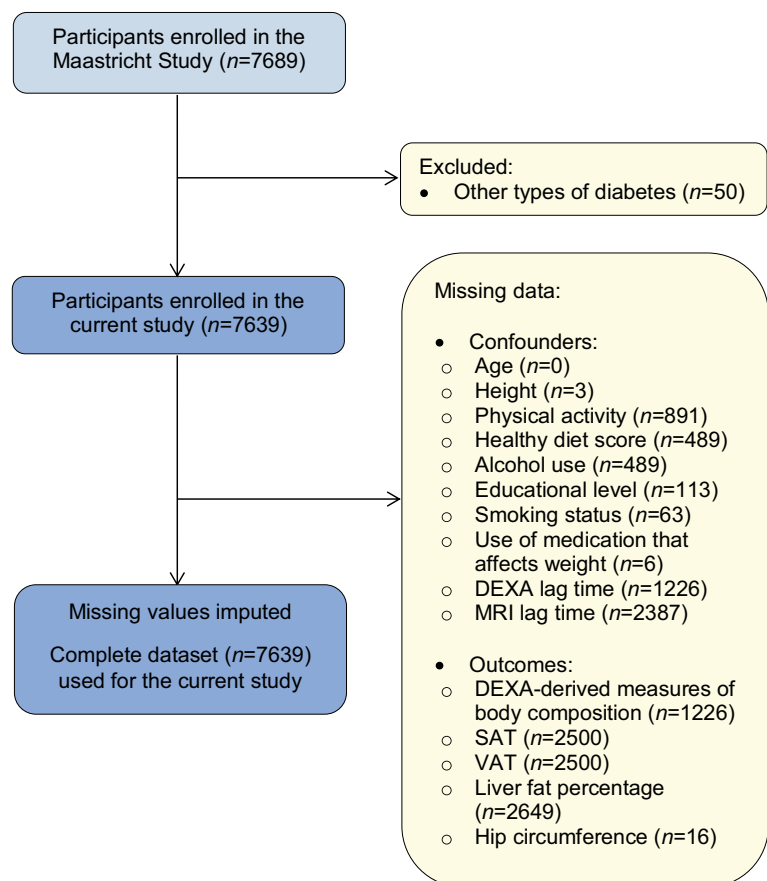 Participants enrolled in the
Maastricht Study (n=7689)
Excluded:
• Other types of diabetes (n=50)
Participants enrolled in the
current study (n=7639)
Missing data:
• Confounders:
○ Age (n=0)
○ Height (n=3)
○ Physical activity (n=891)
○ Healthy diet score (n=489)
○ Alcohol use (n=489)
○ Educational level (n=113)
○ Smoking status (n=63)
○ Use of medication that
affects weight (n=6)
○ DEXA lag time (n=1226)
○ MRI lag time (n=2387)
• Outcomes:
○ DEXA-derived measures of
body composition (n=1226)
○ SAT (n=2500)
○ VAT (n=2500)
○ Liver fat percentage
(n=2649)
○ Hip circumference (n=16)
Missing values imputed
Complete dataset (n=7639)
used for the current study